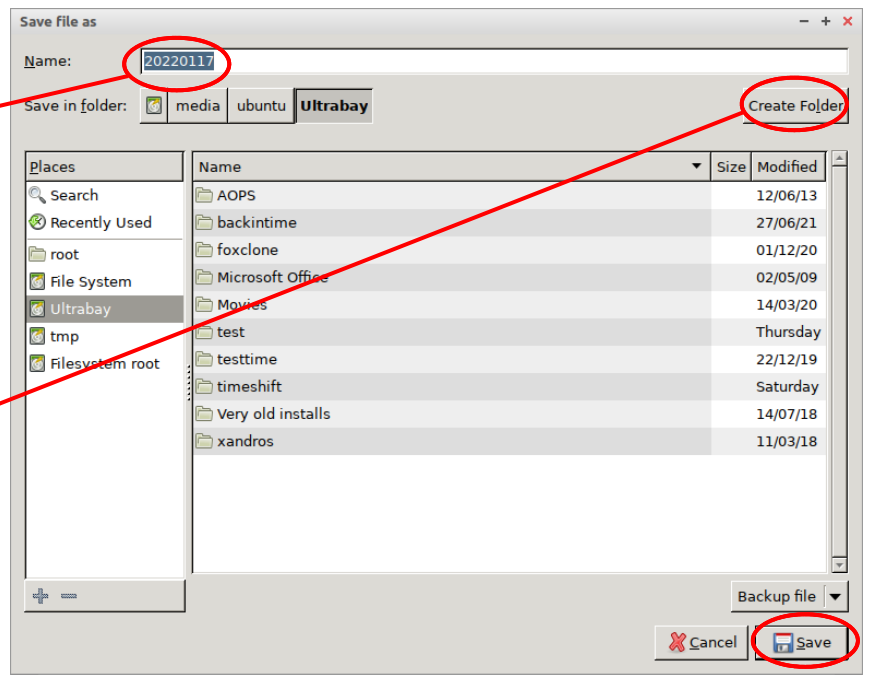 Save file as
Name: 20220117
Save in folder: media ubuntu Ultrabay Create Folder
Places Name Size Modified
Search AOPS 12/06/13
Recently Used backintime 27/06/21
root foxclone 01/12/20
File System Microsoft Office 02/05/09
Ultrabay Movies 14/03/20
tmp test Thursday
Filesystem root testtime 22/12/19
timeshift Saturday
Very old installs 14/07/18
xandros 11/03/18
Backup file
Cancel Save